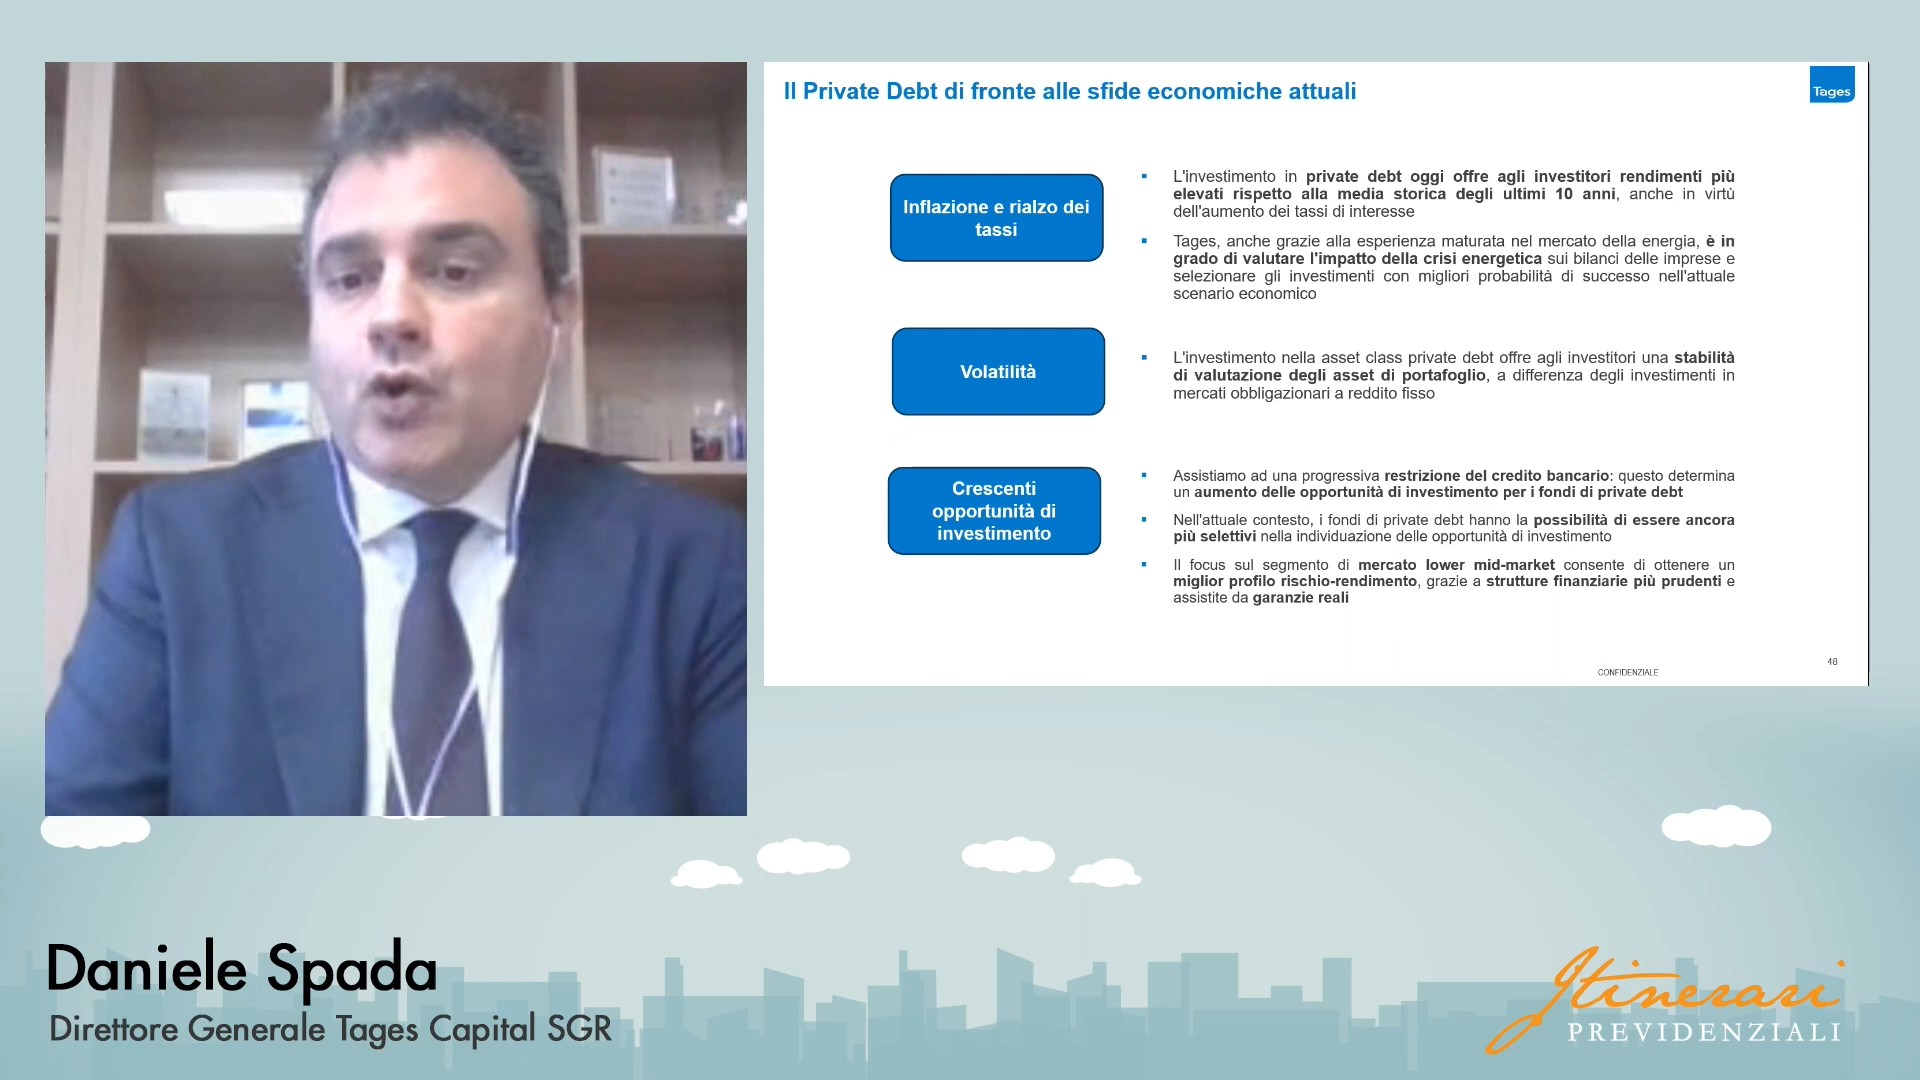 Il Private Debt di fronte alle sfide economiche attuali
Tages
Inflazione e rialzo dei
tassi
L'investimento in private debt oggi offre agli investitori rendimenti più
elevati rispetto alla media storica degli ultimi 10 anni, anche in virtù
dell'aumento dei tassi di interesse
Tages, anche grazie alla esperienza maturata nel mercato della energia, è in
grado di valutare l'impatto della crisi energetica sui bilanci delle imprese e
selezionare gli investimenti con migliori probabilità di successo nell'attuale
scenario economico
Volatilità
L'investimento nella asset class private debt offre agli investitori una stabilità
di valutazione degli asset di portafoglio, a differenza degli investimenti in
mercati obbligazionari a reddito fisso
Crescenti
opportunità di
investimento
Assistiamo ad una progressiva restrizione del credito bancario: questo determina
un aumento delle opportunità di investimento per i fondi di private debt
Nell'attuale contesto, i fondi di private debt hanno la possibilità di essere ancora
più selettivi nella individuazione delle opportunità di investimento
Il focus sul segmento di mercato lower mid-market consente di ottenere un
miglior profilo rischio-rendimento, grazie a strutture finanziarie più prudenti e
assistite da garanzie reali
48
CONFIDENZIALE
Daniele Spada
Direttore Generale Tages Capital SGR
Itinerari
PREVIDENZIALI